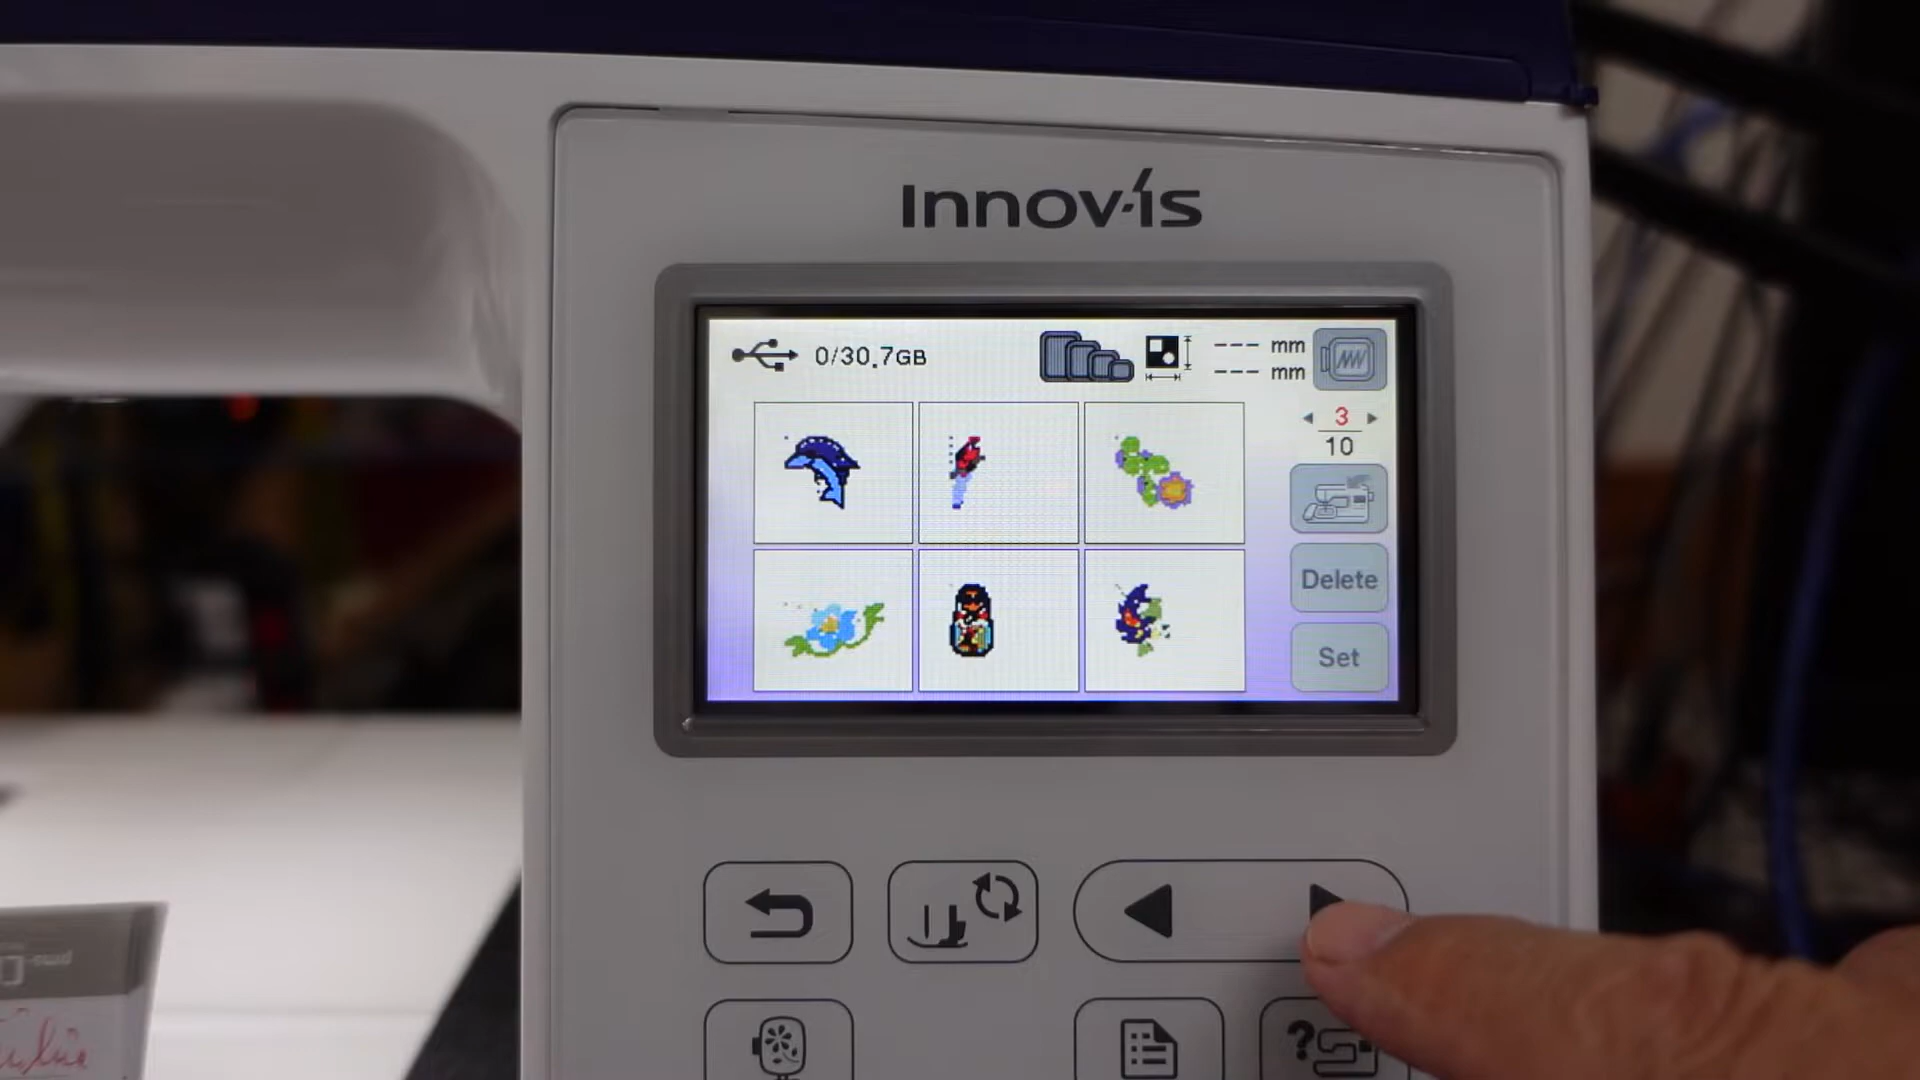 Innov-is
0/30.7GB
--- mm
--- mm
3
10
Delete
Set
?